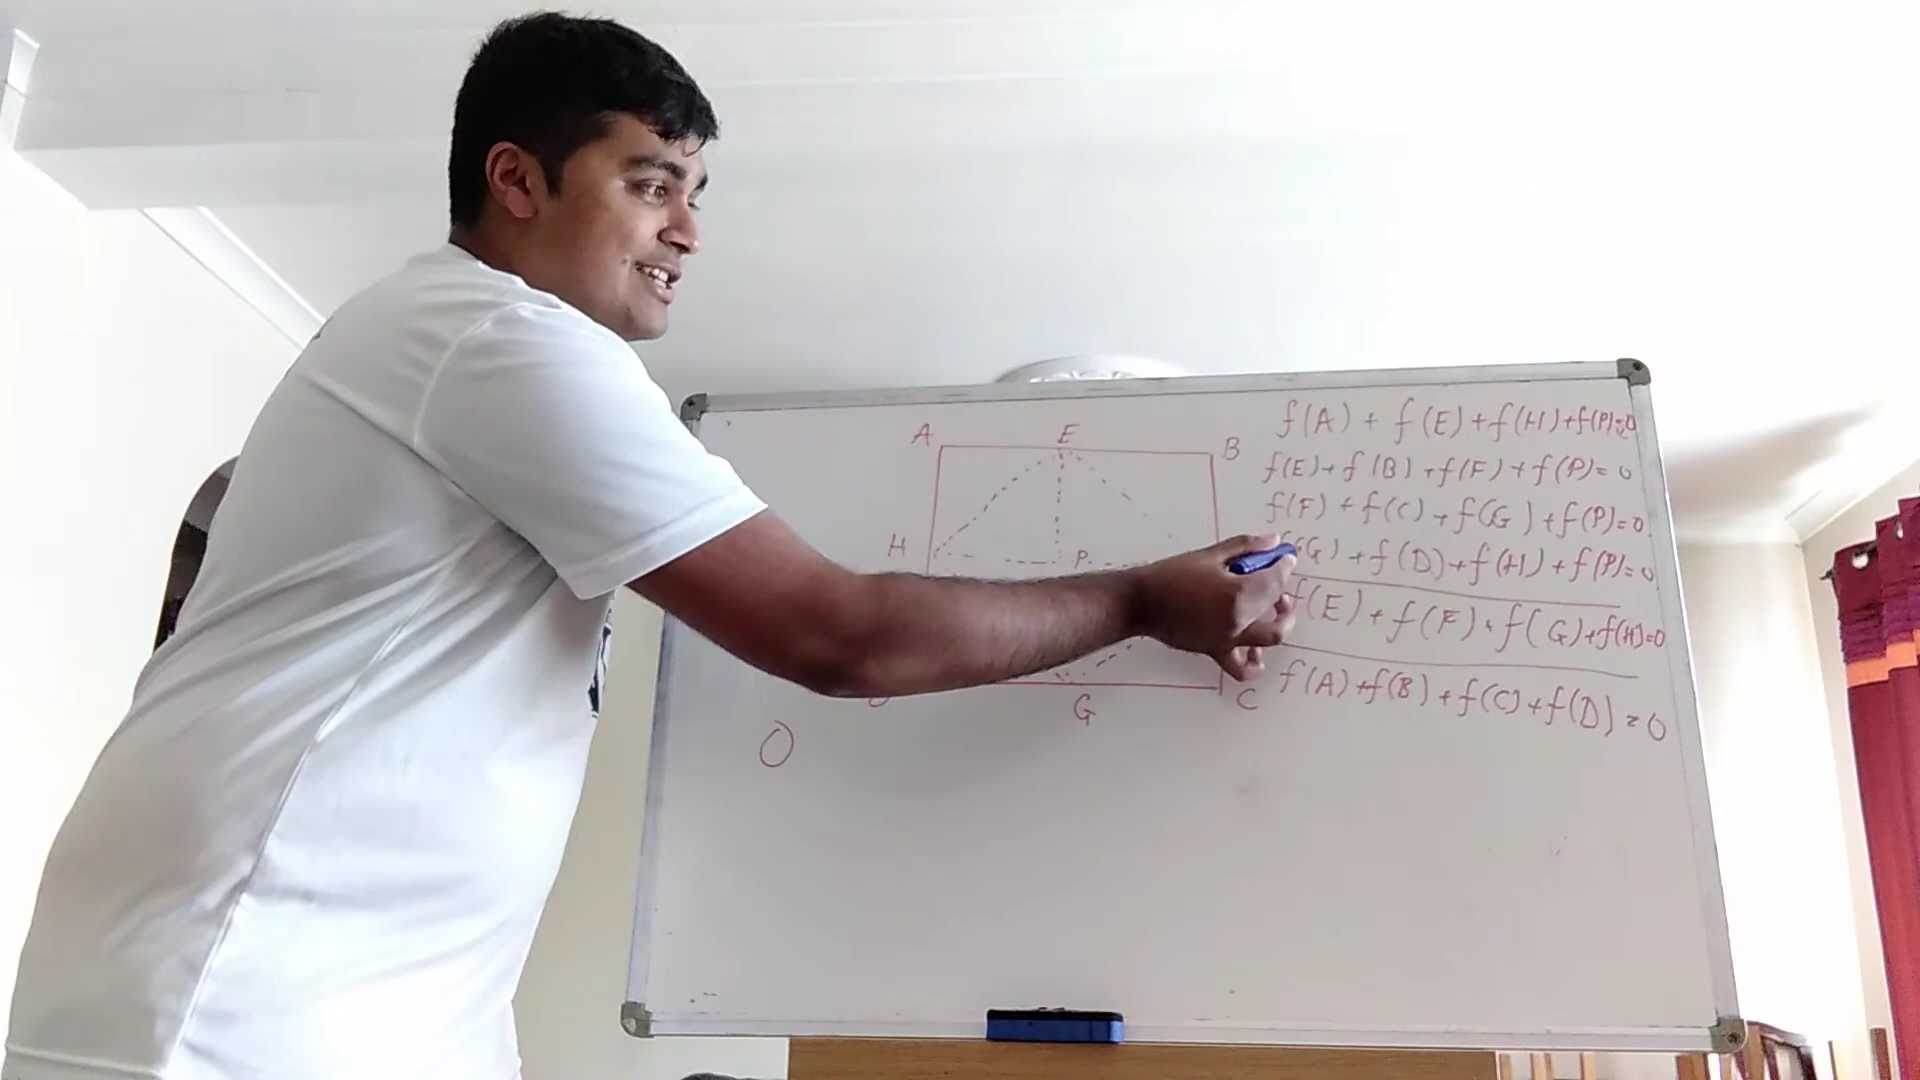 A E B
H P
G C
O
f(A) + f(E) + f(H) + f(P) = 0
f(E) + f(B) + f(F) + f(P) = 0
f(F) + f(C) + f(G) + f(P) = 0
(G) + f(D) + f(H) + f(P) = 0
f(E) + f(F) + f(G) + f(H) = 0
f(A) + f(B) + f(C) + f(D) = 0